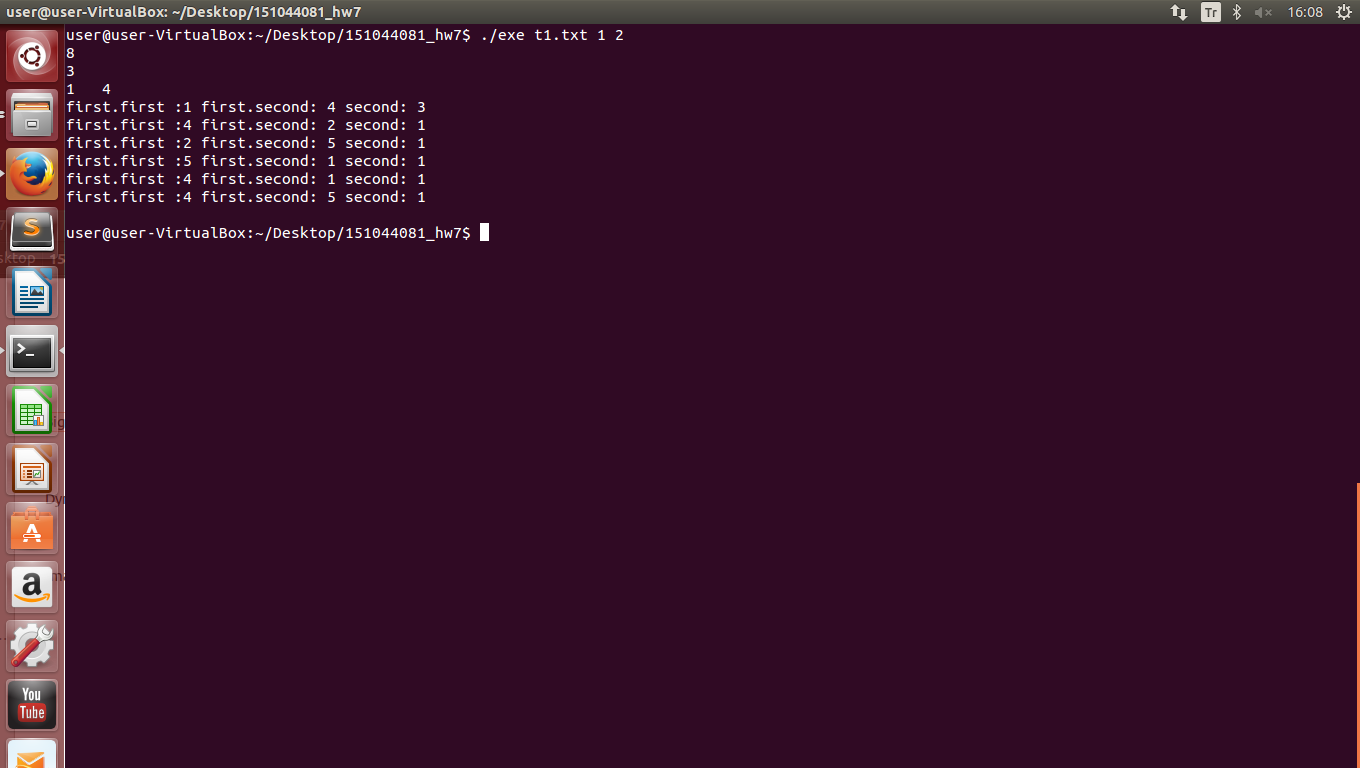 user@user-VirtualBox: ~/Desktop/151044081_hw7
Tr
16:08
user@user-VirtualBox:~/Desktop/151044081_hw7$ ./exe t1.txt 1 2
8
3
1 4
first.first :1 first.second: 4 second: 3
first.first :4 first.second: 2 second: 1
first.first :2 first.second: 5 second: 1
first.first :5 first.second: 1 second: 1
first.first :4 first.second: 1 second: 1
first.first :4 first.second: 5 second: 1
user@user-VirtualBox:~/Desktop/151044081_hw7$
You
Tube